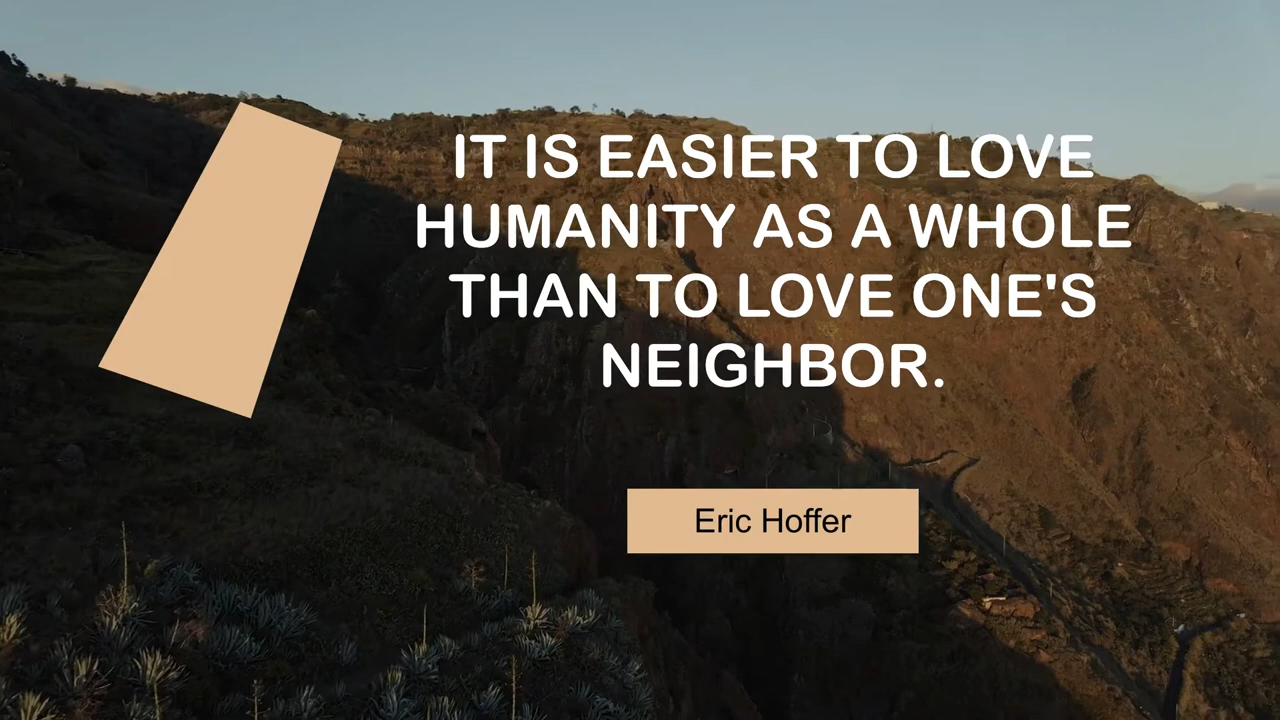 IT IS EASIER TO LOVE
HUMANITY AS A WHOLE
THAN TO LOVE ONE'S
NEIGHBOR.
Eric Hoffer